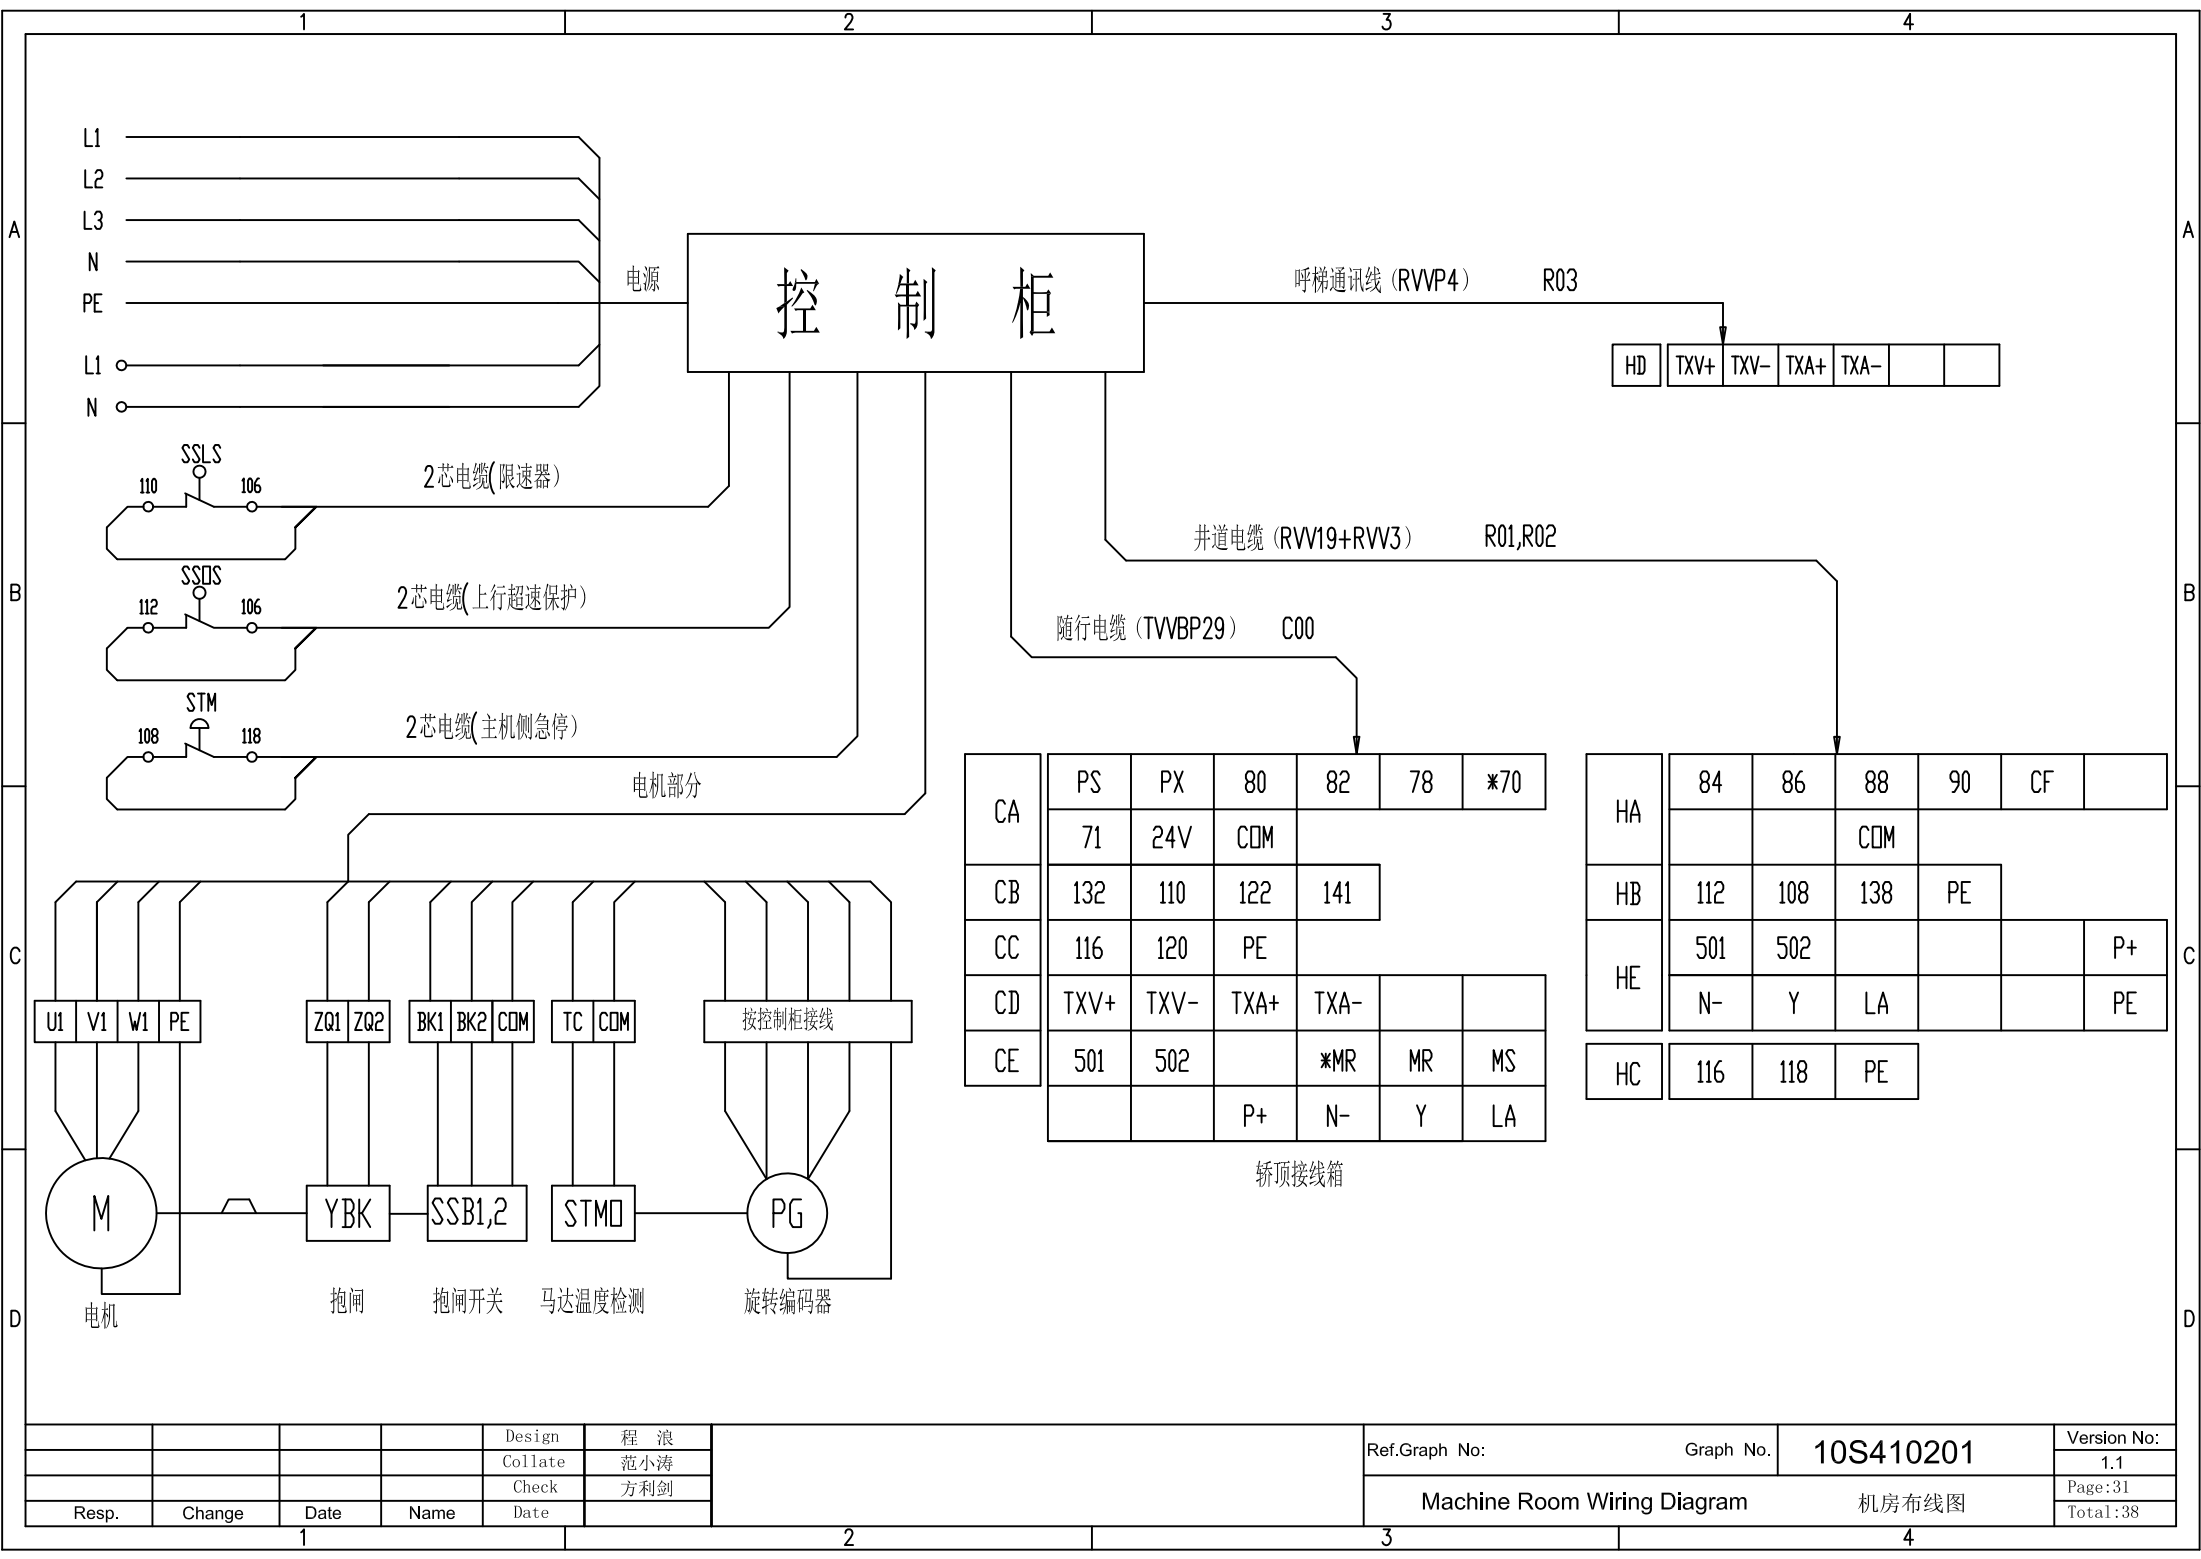 1 2 3 4
A A
B B
C C
D D
L1
L2
L3
N
PE
L1
N
电源
控 制 柜
呼梯通讯线（RVVP4） R03
HD TXV+ TXV- TXA+ TXA-
SSLS
110 106
2芯电缆(限速器）
SSOS
112 106
2芯电缆(上行超速保护）
STM
108 118
2芯电缆(主机侧急停）
电机部分
井道电缆（RVV19+RVV3） R01,R02
随行电缆（TVVBP29） C00
CA PS PX 80 82 78 *70
71 24V COM
CB 132 110 122 141
CC 116 120 PE
CD TXV+ TXV- TXA+ TXA-
CE 501 502 *MR MR MS
P+ N- Y LA
轿顶接线箱
HA 84 86 88 90 CF
COM
HB 112 108 138 PE
HE 501 502 P+
N- Y LA PE
HC 116 118 PE
U1 V1 W1 PE
ZQ1 ZQ2
BK1 BK2 COM
TC COM
按控制柜接线
M YBK SSB1,2 STMO PG
电机 抱闸 抱闸开关 马达温度检测 旋转编码器
Design 程 浪
Collate 范小涛
Check 方利剑
Resp. Change Date Name Date
Ref.Graph No: Graph No. 10S410201
Machine Room Wiring Diagram 机房布线图
Version No:
1.1
Page:31
Total:38
1 2 3 4